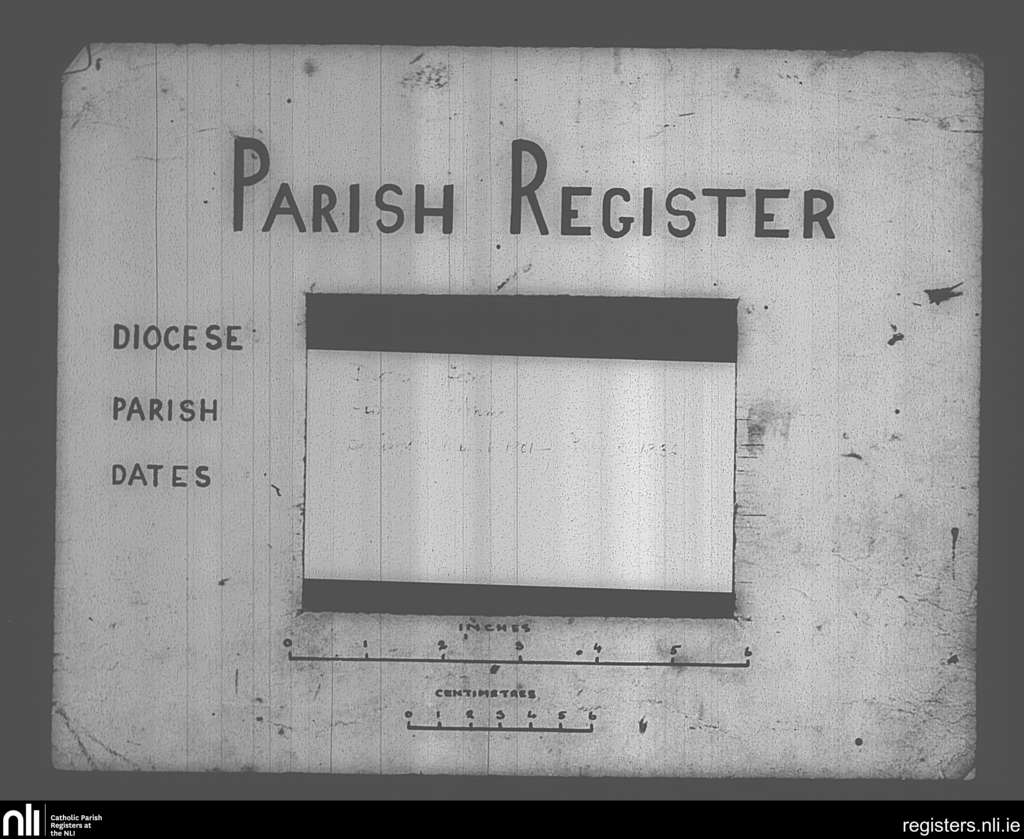 PARISH REGISTER
DIOCESE
PARISH
DATES
INCHES
0 1 2 3 4 5 6
CENTIMETRES
0 1 2 3 4 5 6
nli
Catholic Parish
Registers at
the NLI
registers.nli.ie